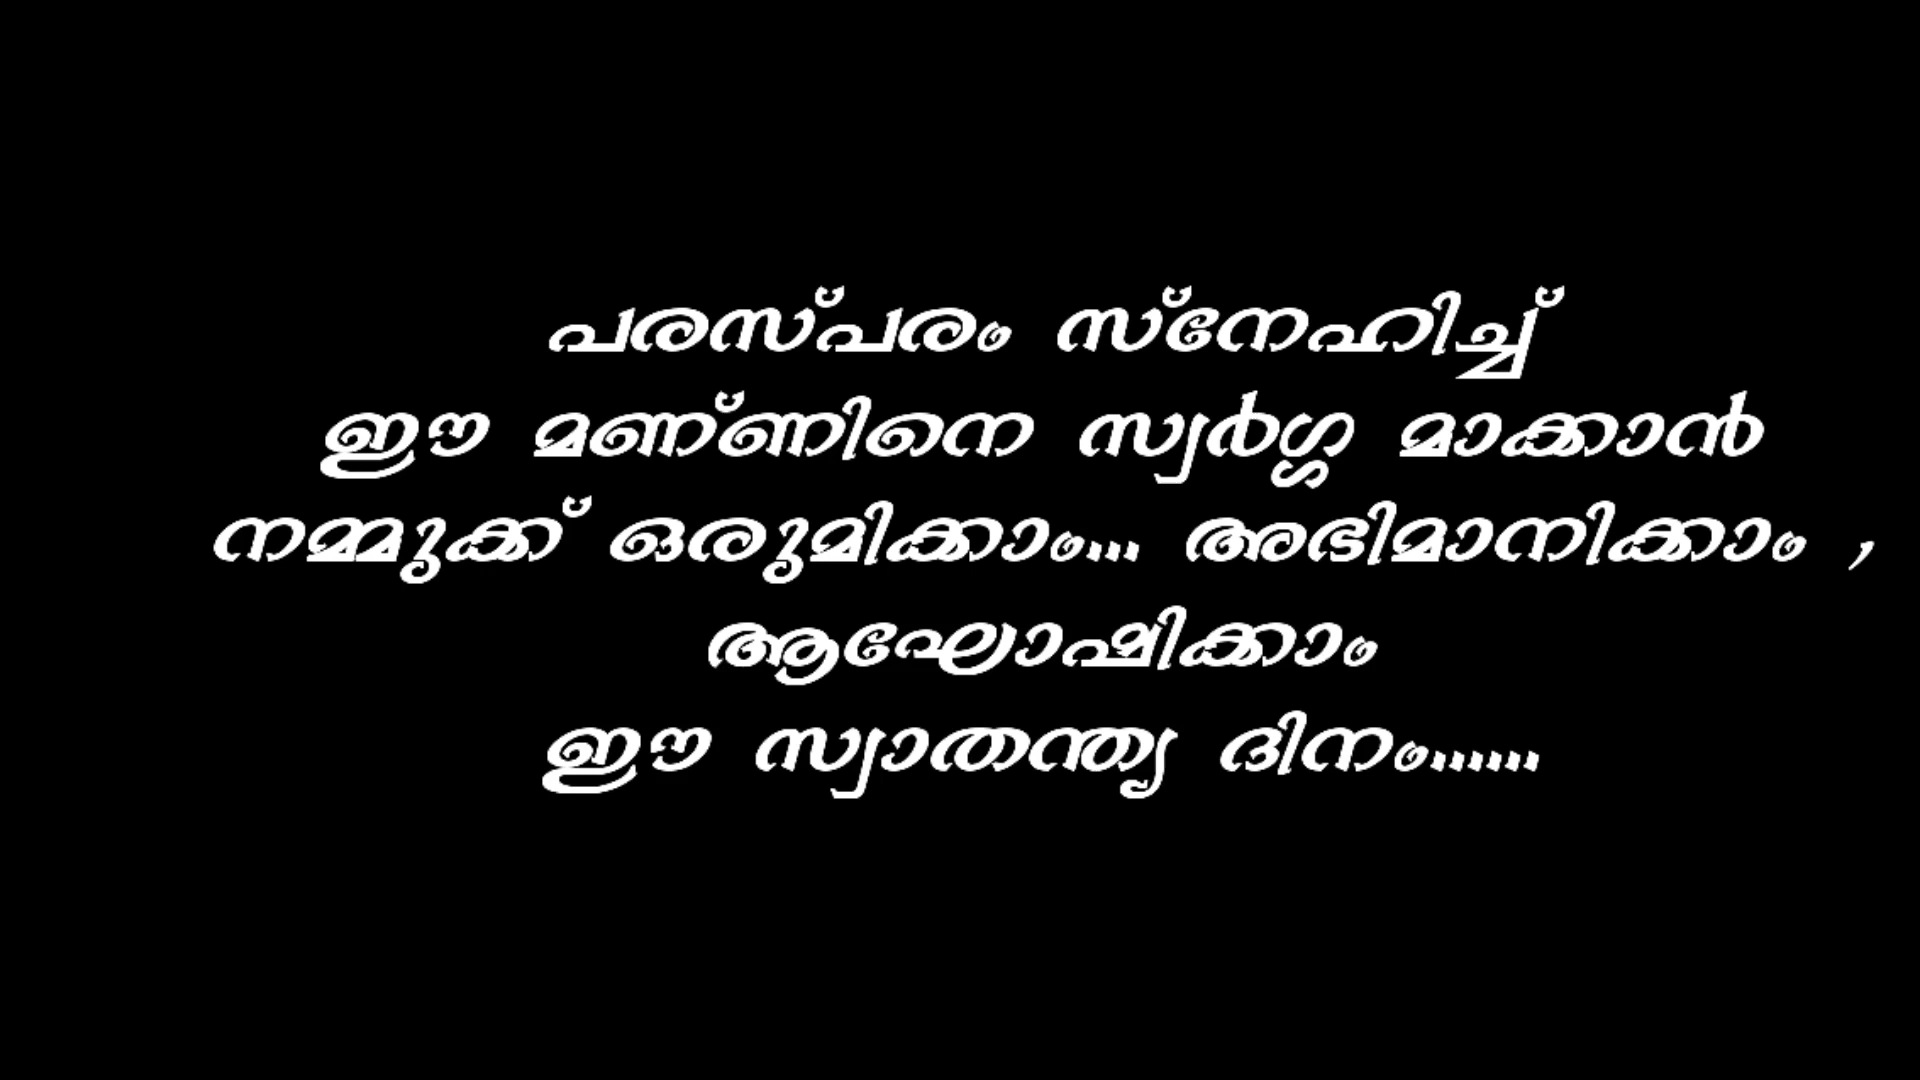 പരസ്പരം സ്നേഹിച്ച്
ഈ മണ്ണിനെ സ്വർഗ്ഗ മാക്കാൻ
നമ്മുക്ക് ഒരുമിക്കാം... അഭിമാനിക്കാം ,
ആഘോഷിക്കാം
ഈ സ്വാതന്ത്യ ദിനം......